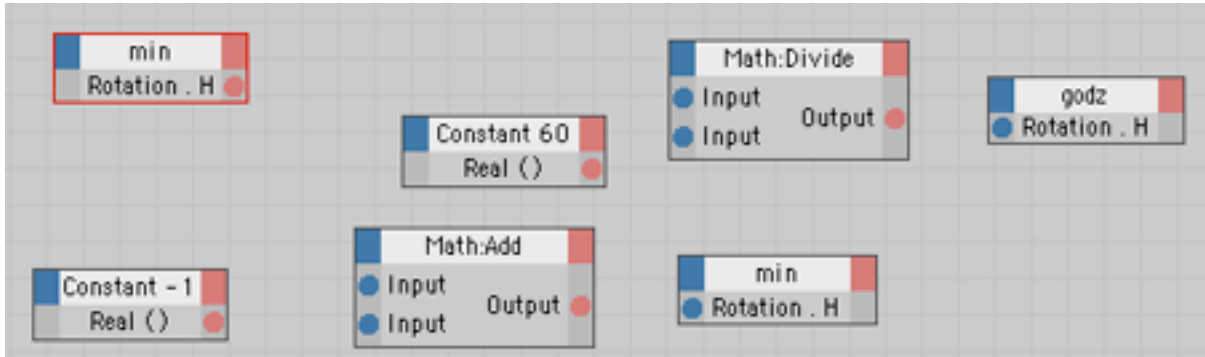 min
Rotation . H
Constant 60
Real ()
Math:Divide
Input
Input
Output
godz
Rotation . H
Constant -1
Real ()
Math:Add
Input
Input
Output
min
Rotation . H